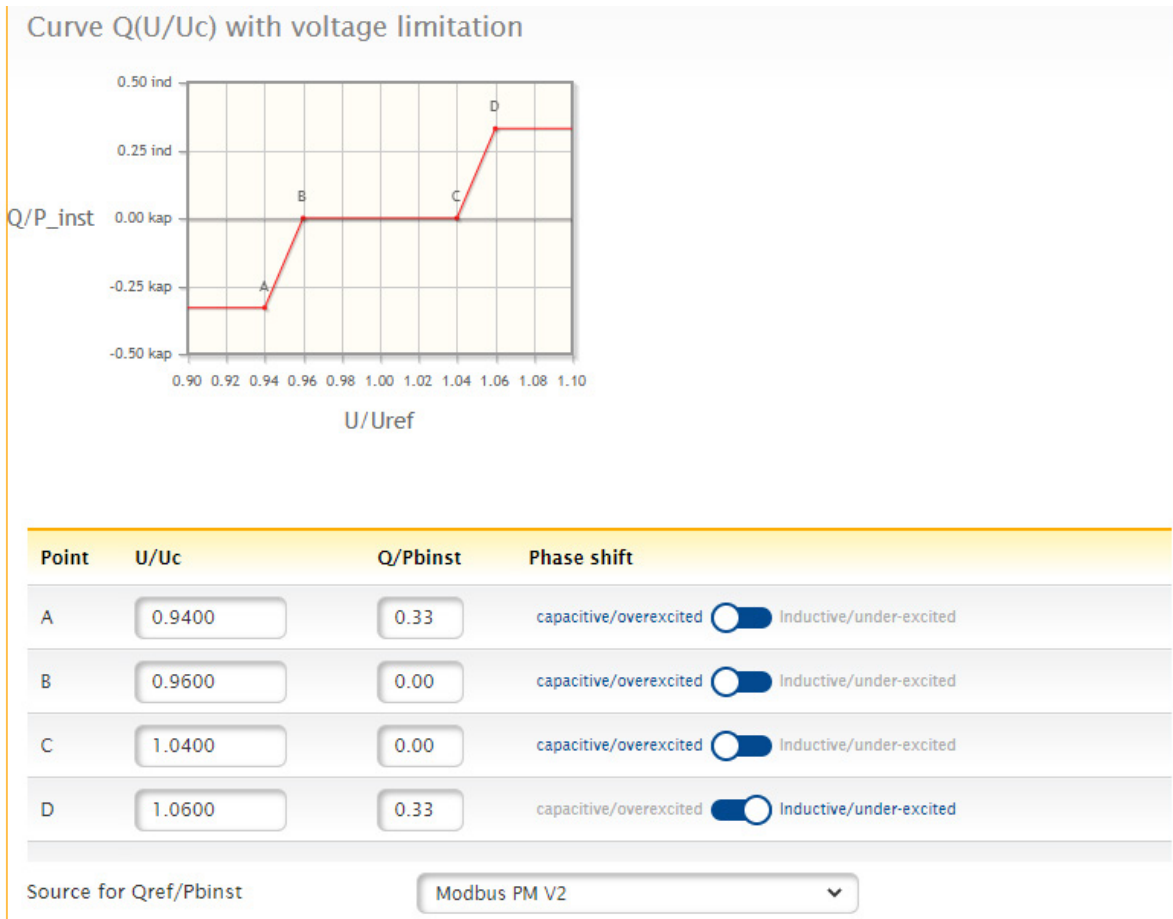 Curve Q(U/Uc) with voltage limitation
0.50 ind
D
0.25 ind
B
C
Q/P_inst
0.00 kap
-0.25 kap
A
-0.50 kap
0.90 0.92 0.94 0.96 0.98 1.00 1.02 1.04 1.06 1.08 1.10
U/Uref
Point U/Uc Q/Pbinst Phase shift
A 0.9400 0.33 capacitive/overexcited Inductive/under-excited
B 0.9600 0.00 capacitive/overexcited Inductive/under-excited
C 1.0400 0.00 capacitive/overexcited Inductive/under-excited
D 1.0600 0.33 capacitive/overexcited Inductive/under-excited
Source for Qref/Pbinst Modbus PM V2